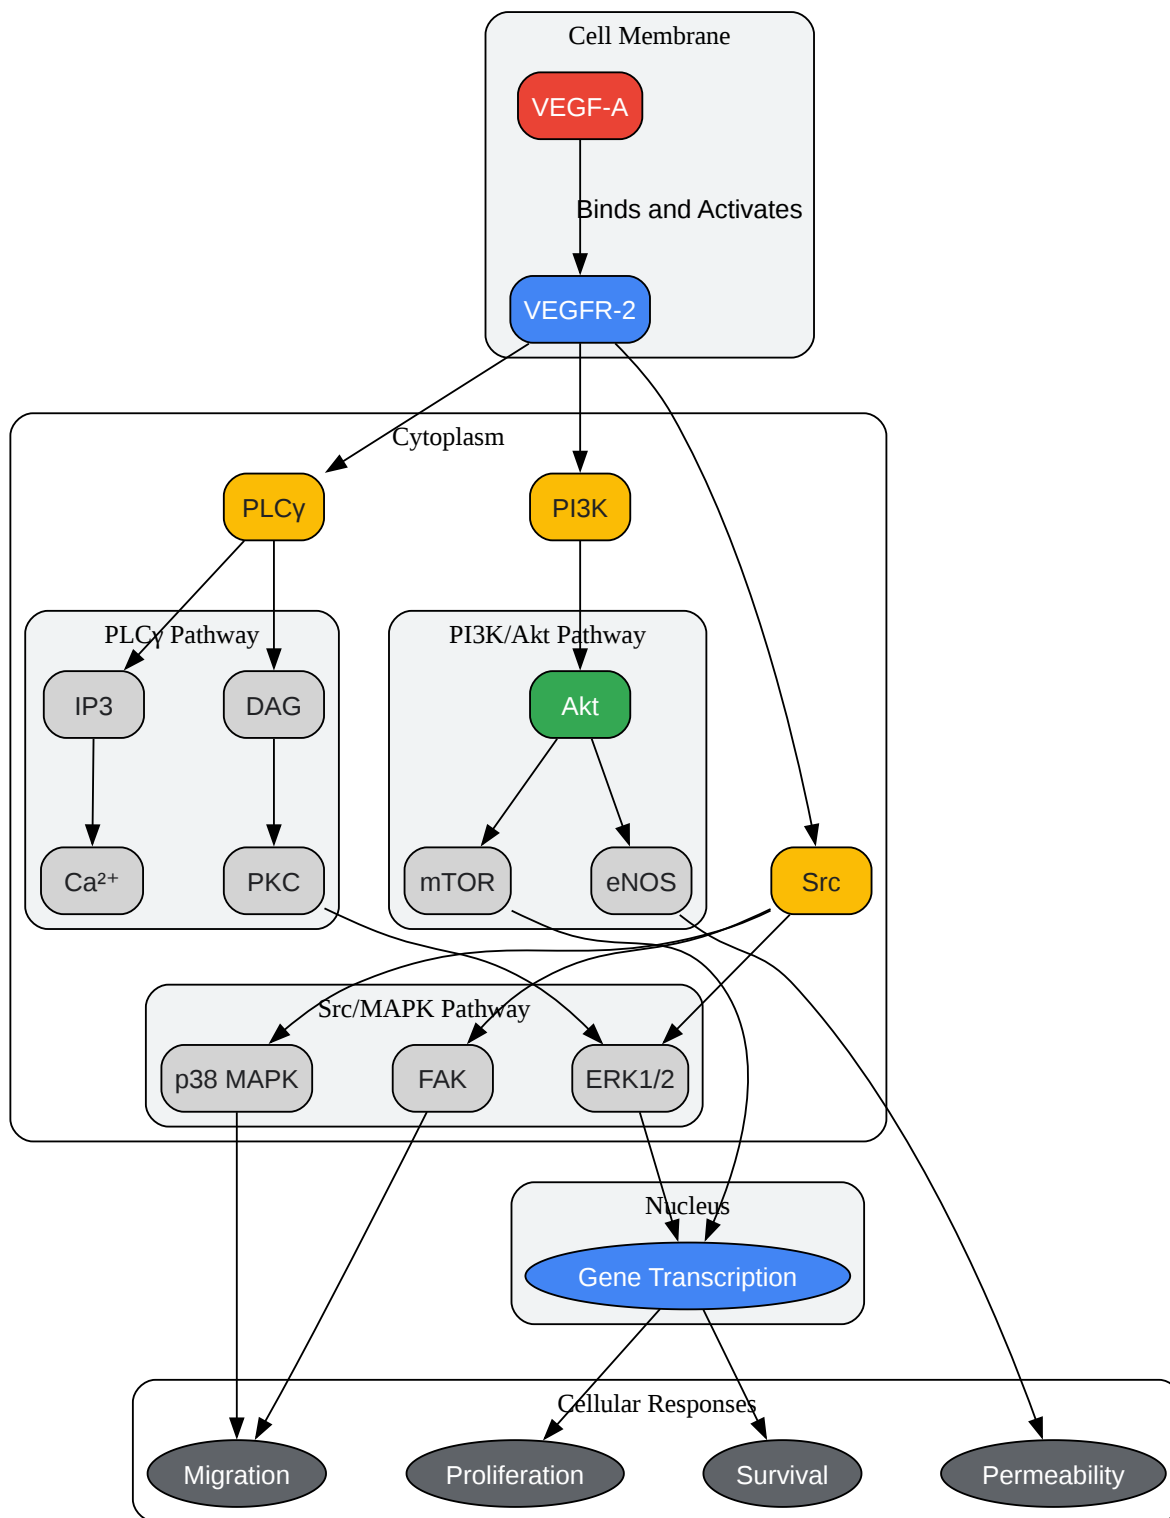 Cell Membrane
VEGF-A
Binds and Activates
VEGFR-2
Cytoplasm
PLCγ
PI3K
PLCγ Pathway
PI3K/Akt Pathway
IP3
DAG
Akt
Ca²⁺
PKC
mTOR
eNOS
Src
Src/MAPK Pathway
p38 MAPK
FAK
ERK1/2
Nucleus
Gene Transcription
Cellular Responses
Migration
Proliferation
Survival
Permeability